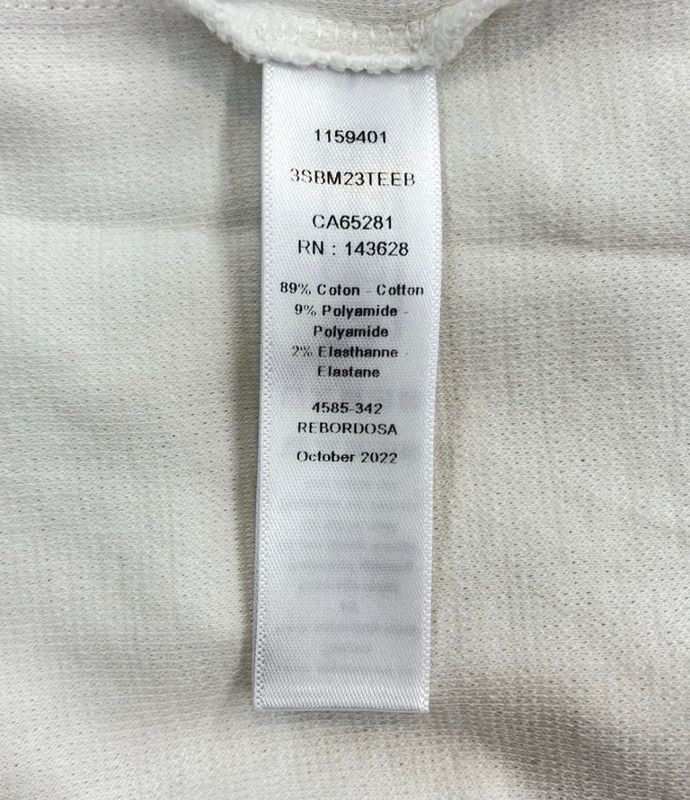 1159401
3SBM23TEEB
CA65281
RN : 143628
89% Coton - Cotton
9% Polyamide -
Polyamide
2% Elasthanne -
Elastane
4585-342
REBORDOSA
October 2022